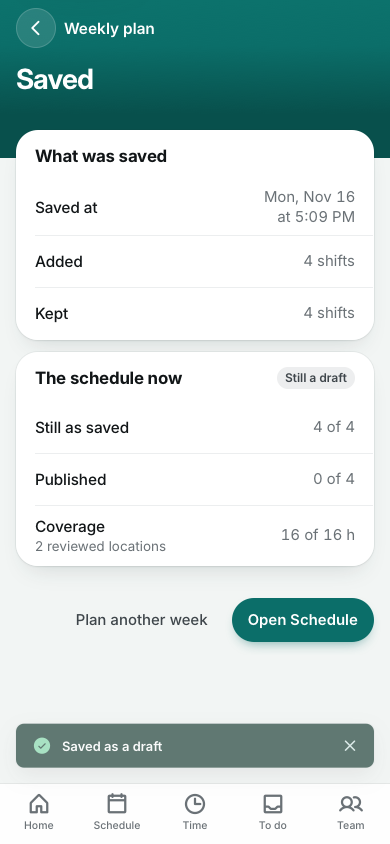 Weekly plan
Saved
What was saved
Saved at
Mon, Nov 16
at 5:09 PM
Added
4 shifts
Kept
4 shifts
The schedule now
Still a draft
Still as saved
4 of 4
Published
0 of 4
Coverage
2 reviewed locations
16 of 16 h
Plan another week
Open Schedule
Saved as a draft
Home
Schedule
Time
To do
Team